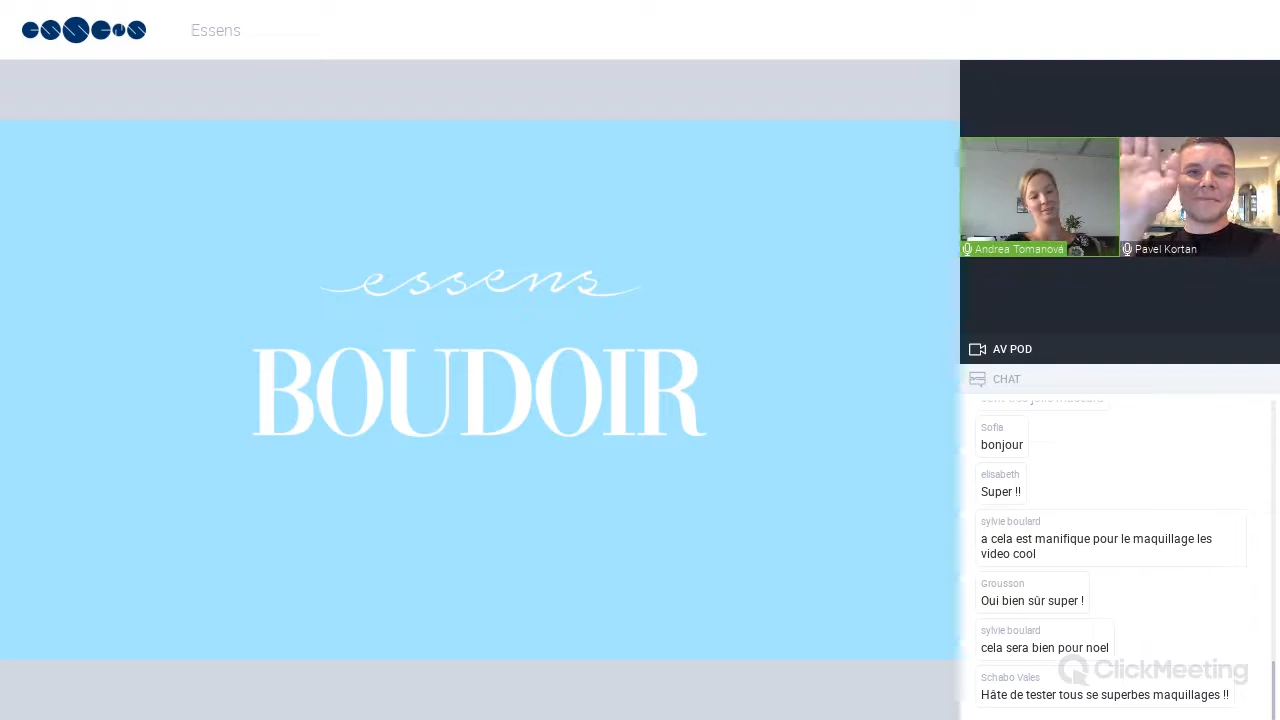 essens
Essens
essens
BOUDOIR
Andrea Tomanová
Pavel Kortan
AV POD
CHAT
Sofia
bonjour
elisabeth
Super !!
sylvie boulard
a cela est manifique pour le maquillage les
video cool
Grousson
Oui bien sûr super !
sylvie boulard
cela sera bien pour noel
ClickMeeting
Schabo Vales
Hâte de tester tous se superbes maquillages !!